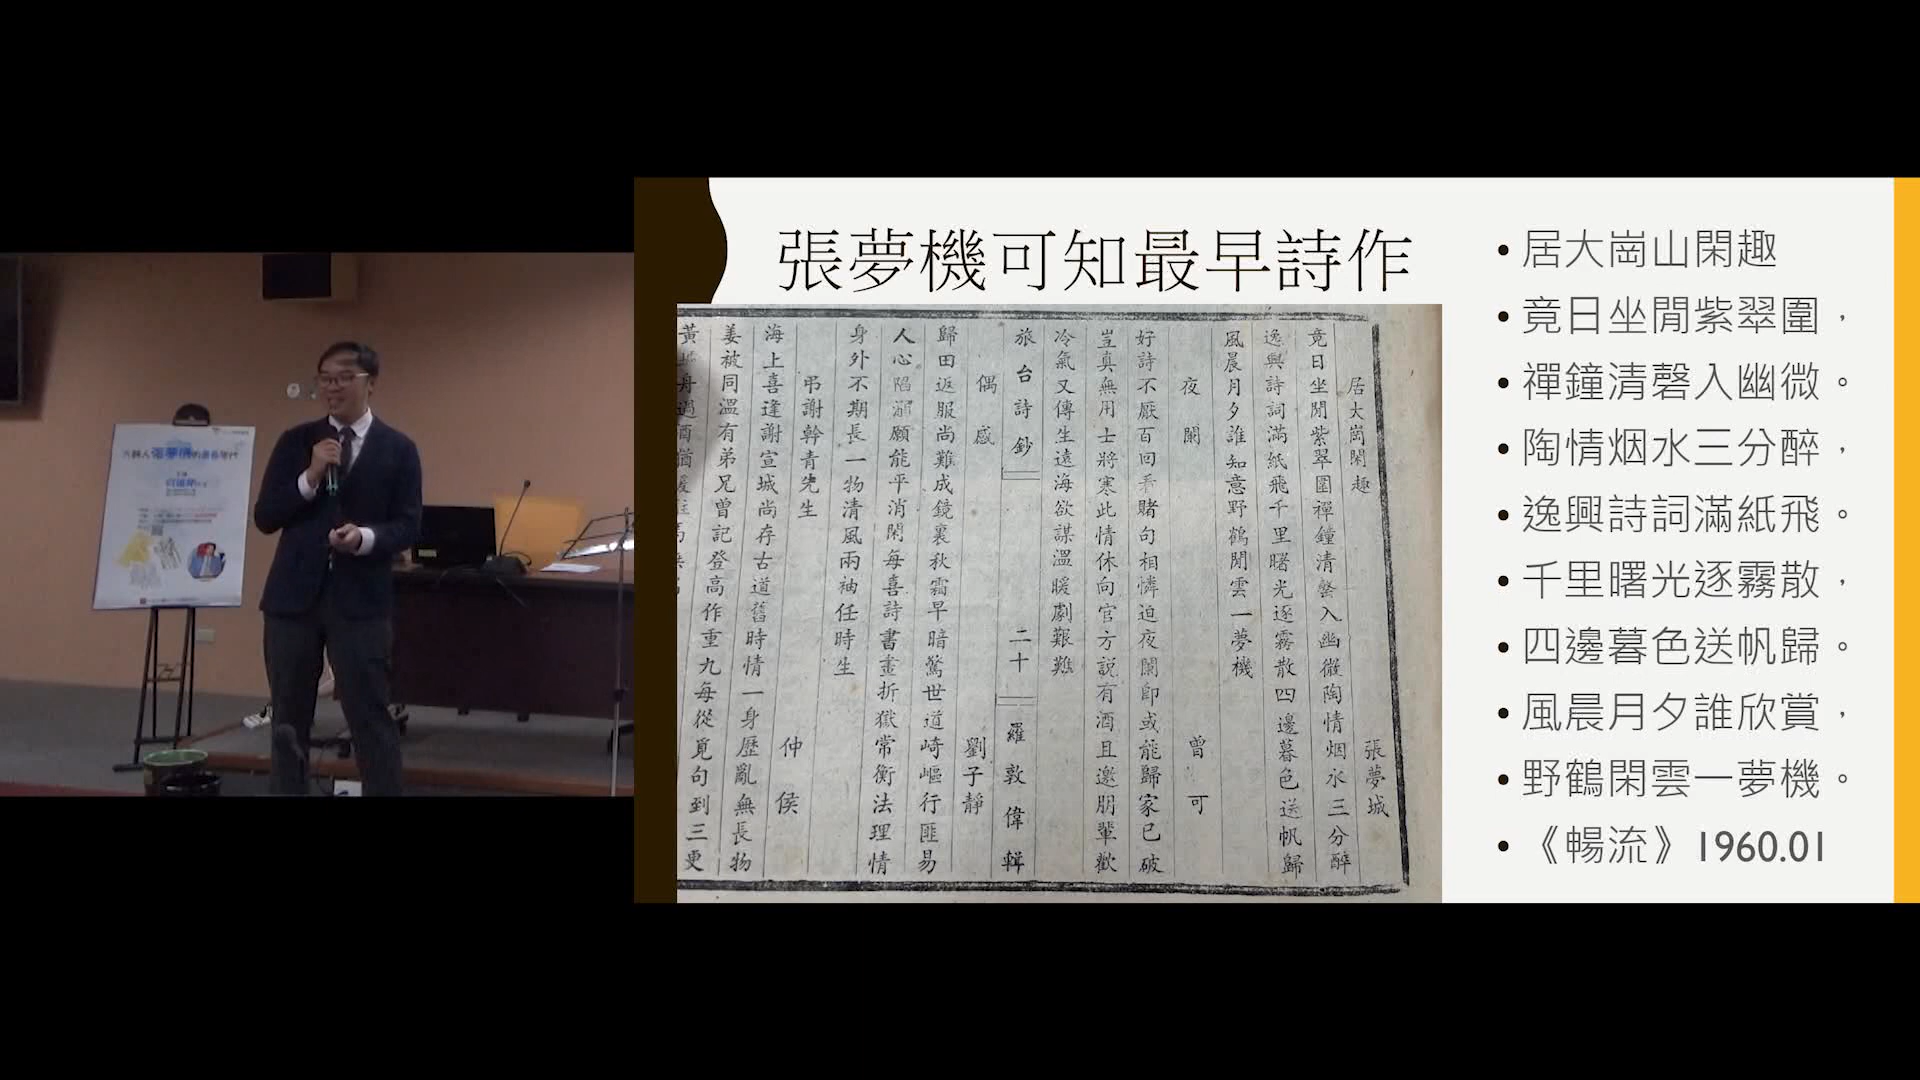 張夢機可知最早詩作
居大崗山閑趣
竟日坐閒紫翠圍，
禪鐘清磬入幽微。
陶情烟水三分醉，
逸興詩詞滿紙飛。
千里曙光逐霧散，
四邊暮色送帆歸。
風晨月夕誰欣賞，
野鶴閑雲一夢機。
《暢流》1960.01
居大崗閑趣
張夢城
竟日坐閒紫翠圍禪鐘清磬入幽微陶情烟水三分醉
逸興詩詞滿紙飛千里曙光逐霧散四邊暮色送帆歸
風晨月夕誰知意野鶴閒雲一夢機
夜闌
曾可
好詩不厭百回看賭句相憐迫夜闌即或能歸家已破
豈真無用士將寒此情休向官方說有酒且邀朋輩歡
冷氣又傳生遠海欲謀溫暖劇艱難
旅台詩鈔
二十
羅敦偉輯
偶感
劉子靜
歸田返服尚難成鏡裏秋霜早暗驚世道崎嶇行匪易
人心陷願能平消閑每喜詩書畫折獄常衡法理情
身外不期長一物清風兩袖任時生
弔謝幹青先生
仲侯
海上喜逢謝宣城尚存古道舊時情一身歷亂無長物
姜被同溫有弟兄曾記登高作重九每從覓句到三更